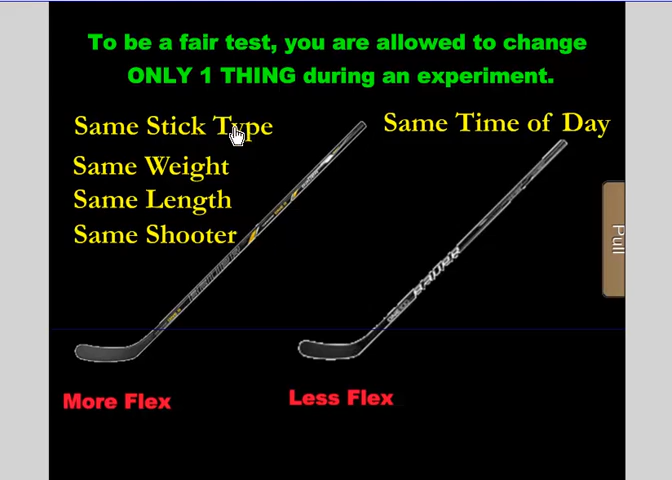 To be a fair test, you are allowed to change
ONLY 1 THING during an experiment.
Same Stick Type
Same Time of Day
Same Weight
Same Length
Same Shooter
Pull
BAUER
More Flex
Less Flex